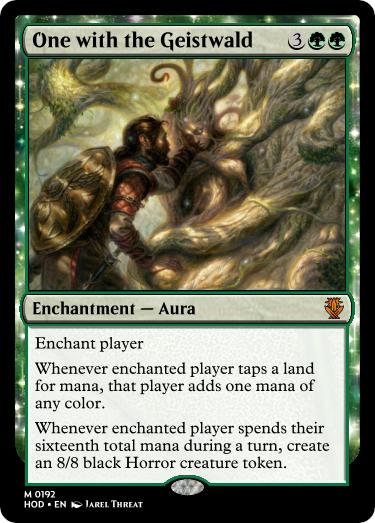 One with the Geistwald 3
Enchantment — Aura
Enchant player
Whenever enchanted player taps a land
for mana, that player adds one mana of
any color.
Whenever enchanted player spends their
sixteenth total mana during a turn, create
an 8/8 black Horror creature token.
M 0192
HOD • EN Jarel Threat